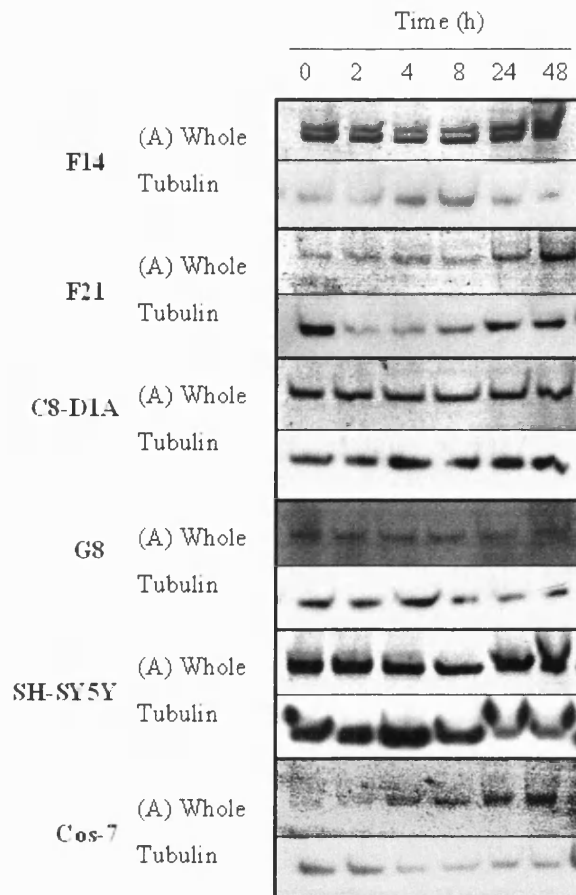 Time (h)
0 2 4 8 24 48
F14
(A) Whole
Tubulin
F21
(A) Whole
Tubulin
C8-D1A
(A) Whole
Tubulin
G8
(A) Whole
Tubulin
SH-SY5Y
(A) Whole
Tubulin
Cos-7
(A) Whole
Tubulin